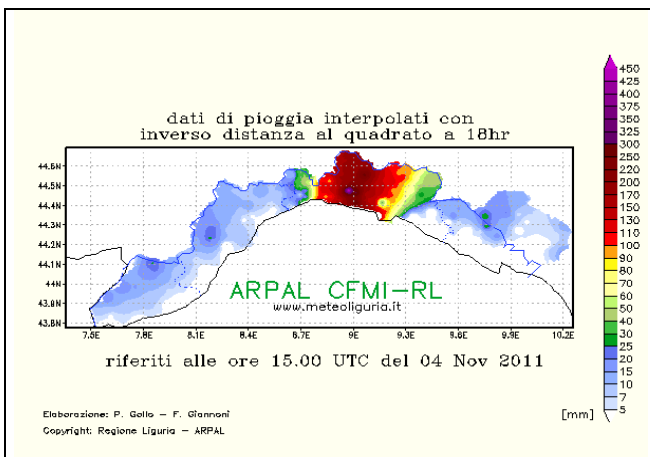 dati di pioggia interpolati con
inverso distanza al quadrato a 18hr
44.6N
44.5N
44.4N
44.3N
44.2N
44.1N
44N
43.9N
43.8N
7.5E 7.8E 8.1E 8.4E 8.7E 9E 9.3E 9.6E 9.9E 10.2E
ARPAL CFMI-RL
www.meteoliguria.it
riferiti alle ore 15.00 UTC del 04 Nov 2011
450
425
400
375
350
325
300
250
220
200
170
150
130
110
100
90
80
70
60
50
40
30
25
20
15
10
7
5
[mm]
Elaborazione: P. Gollo - F. Giannoni
Copyright: Regione Liguria - ARPAL